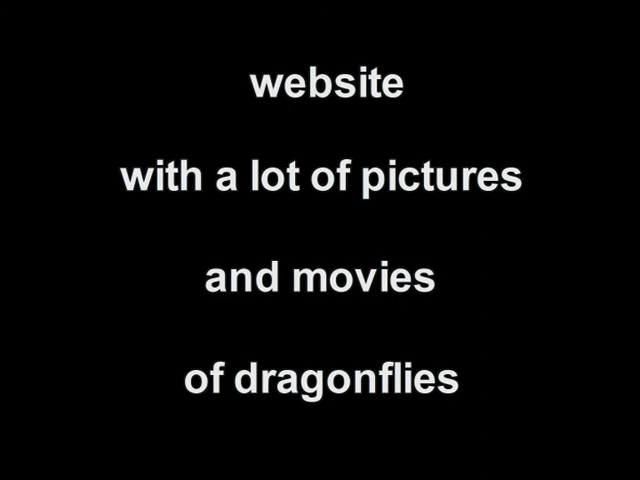 website
with a lot of pictures
and movies
of dragonflies